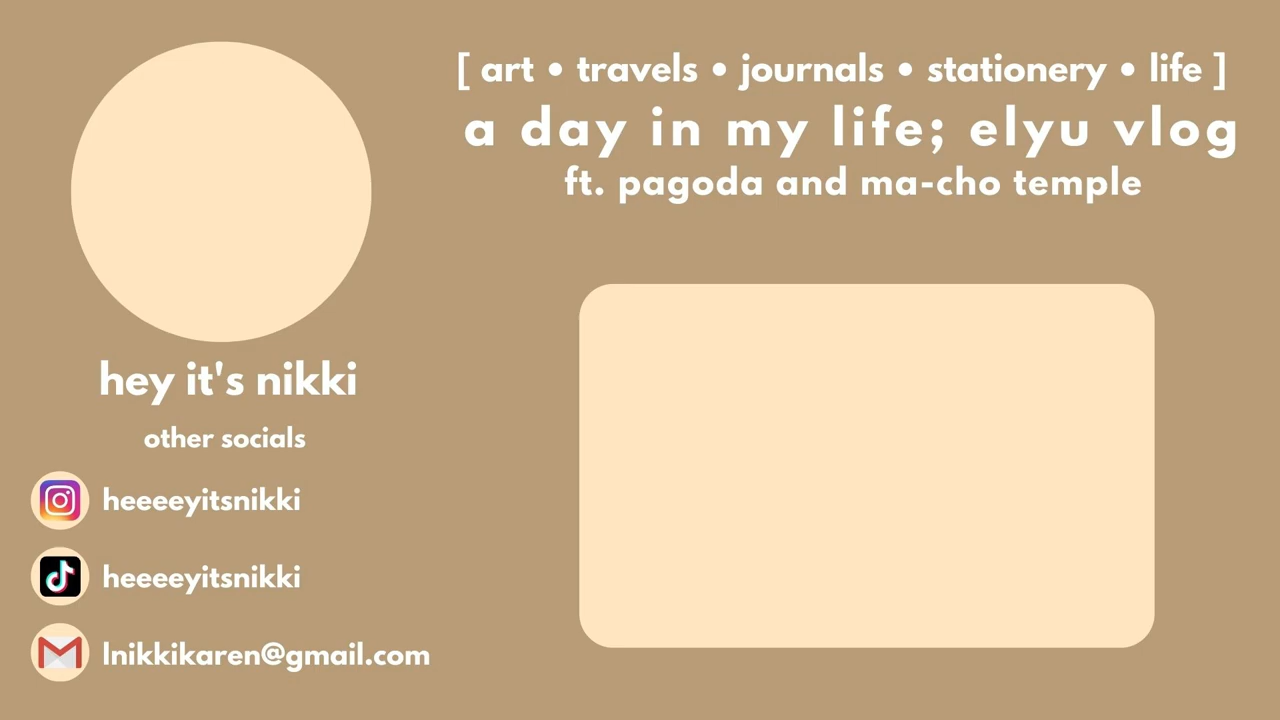 [ art • travels • journals • stationery • life ]
a day in my life; elyu vlog
ft. pagoda and ma-cho temple
hey it's nikki
other socials
heeeeyitsnikki
heeeeyitsnikki
lnikkikaren@gmail.com